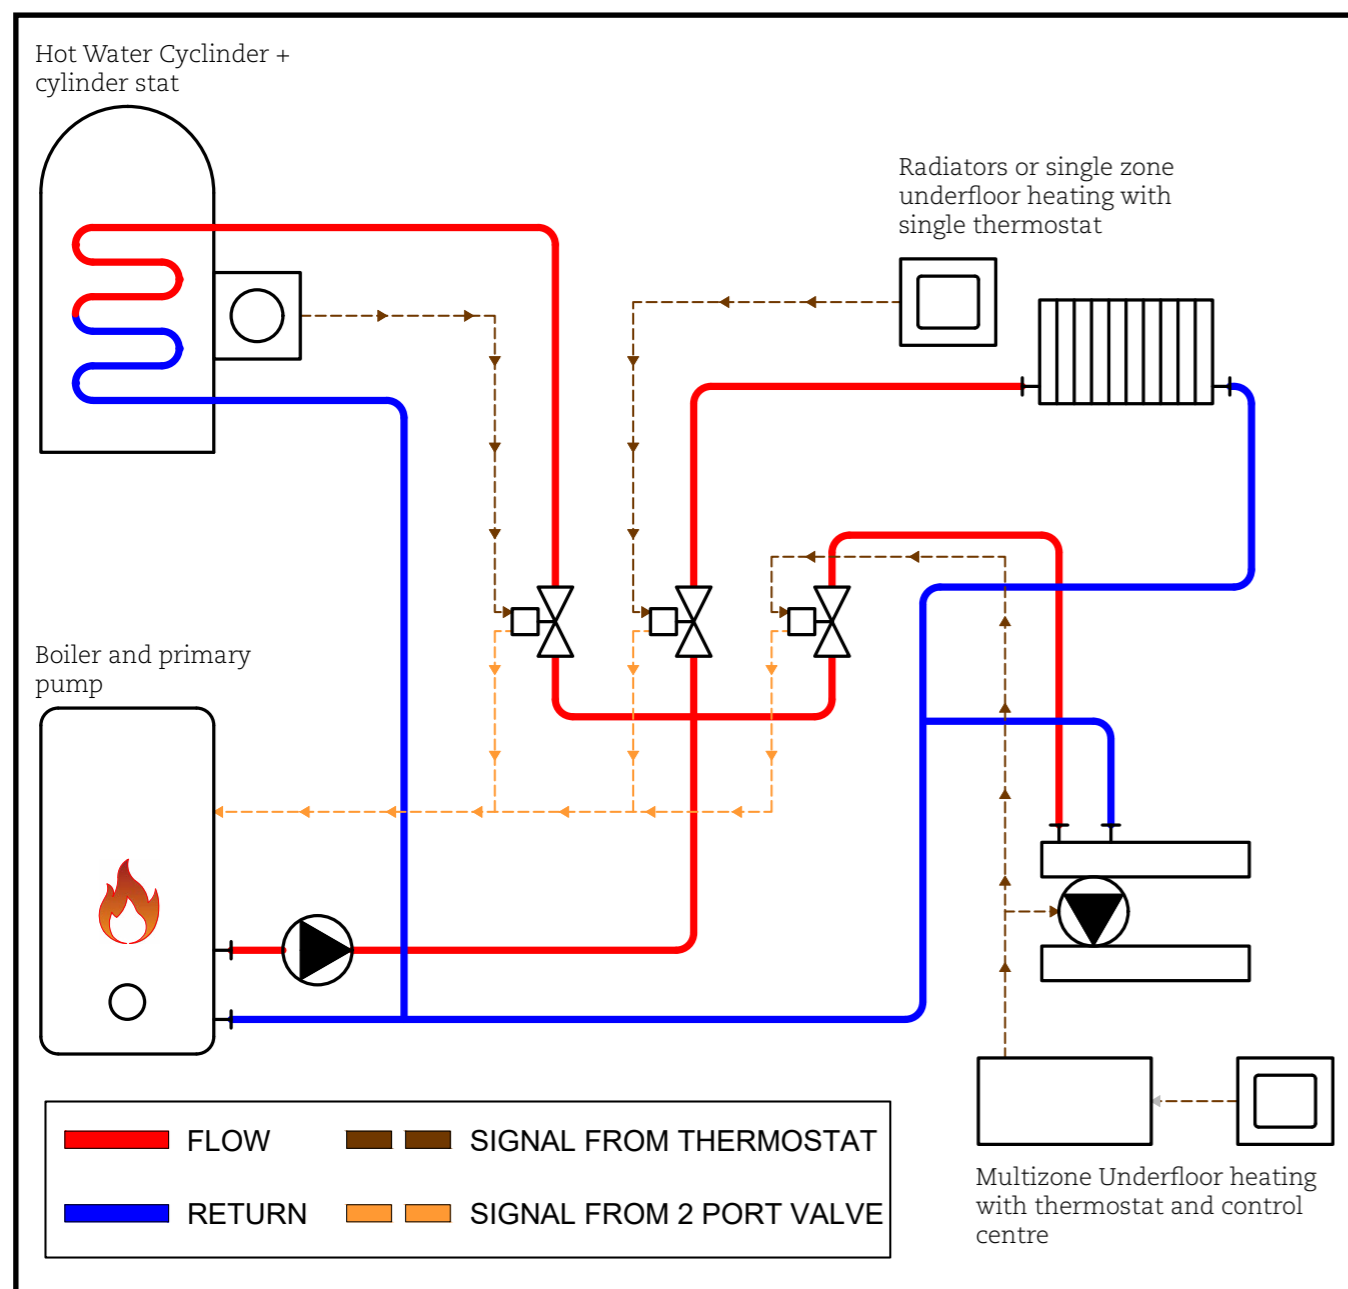 Hot Water Cyclinder +
cylinder stat
Radiators or single zone
underfloor heating with
single thermostat
Boiler and primary
pump
FLOW
SIGNAL FROM THERMOSTAT
RETURN
SIGNAL FROM 2 PORT VALVE
Multizone Underfloor heating
with thermostat and control
centre